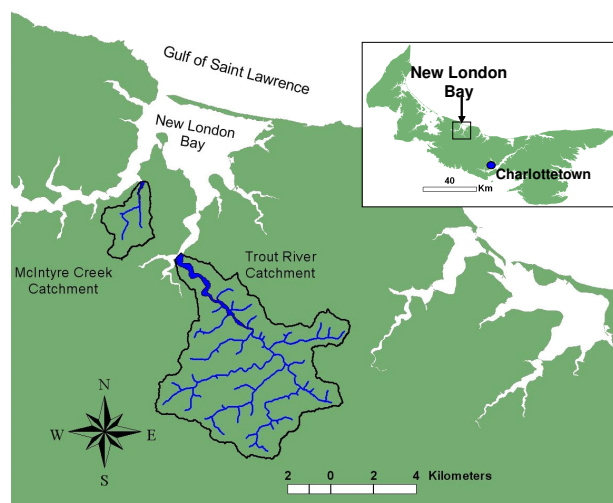 Gulf of Saint Lawrence
New London
Bay
New London
Bay
Charlottetown
40
Km
McIntyre Creek
Catchment
Trout River
Catchment
N
W E
S
2 0 2 4 Kilometers